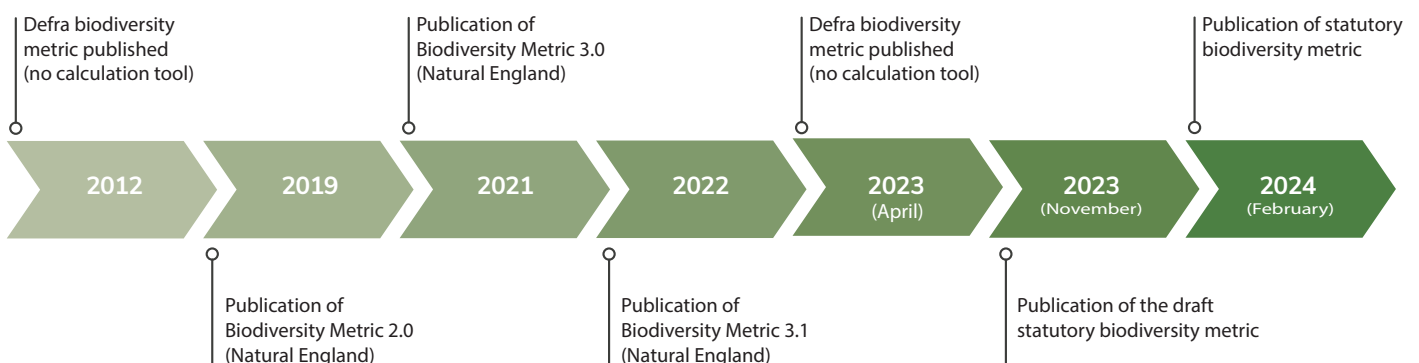 Defra biodiversity
metric published
(no calculation tool)
Publication of
Biodiversity Metric 3.0
(Natural England)
Defra biodiversity
metric published
(no calculation tool)
Publication of statutory
biodiversity metric
2012
2019
2021
2022
2023
(April)
2023
(November)
2024
(February)
Publication of
Biodiversity Metric 2.0
(Natural England)
Publication of
Biodiversity Metric 3.1
(Natural England)
Publication of the draft
statutory biodiversity metric